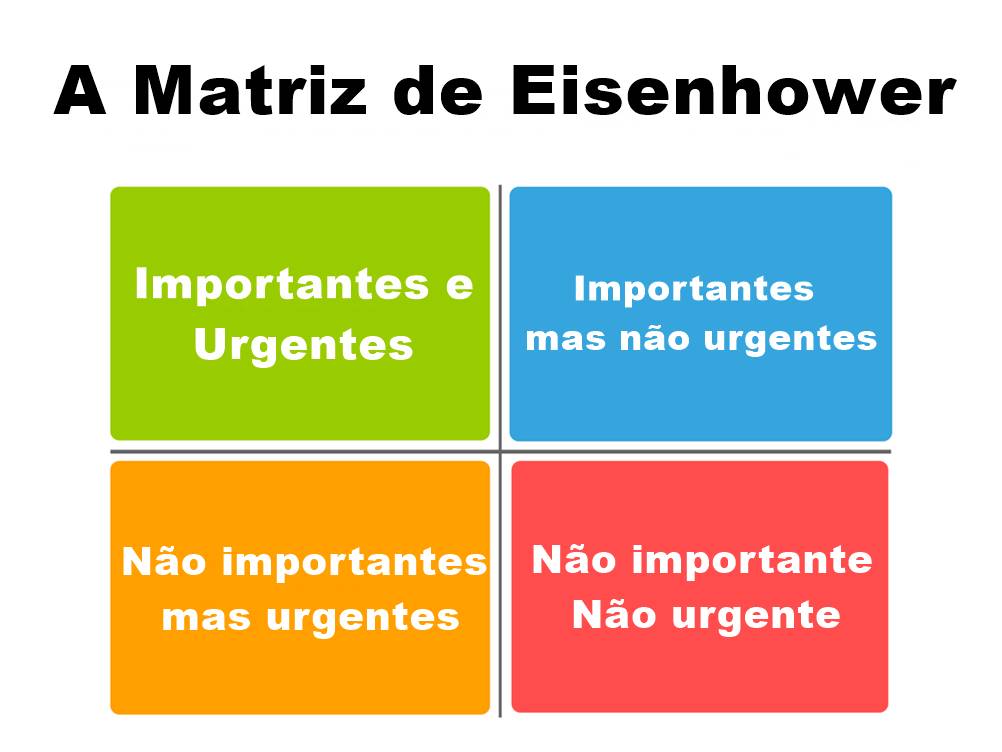 A Matriz de Eisenhower
Importantes e
Urgentes
Importantes
mas não urgentes
Não importantes
mas urgentes
Não importante
Não urgente